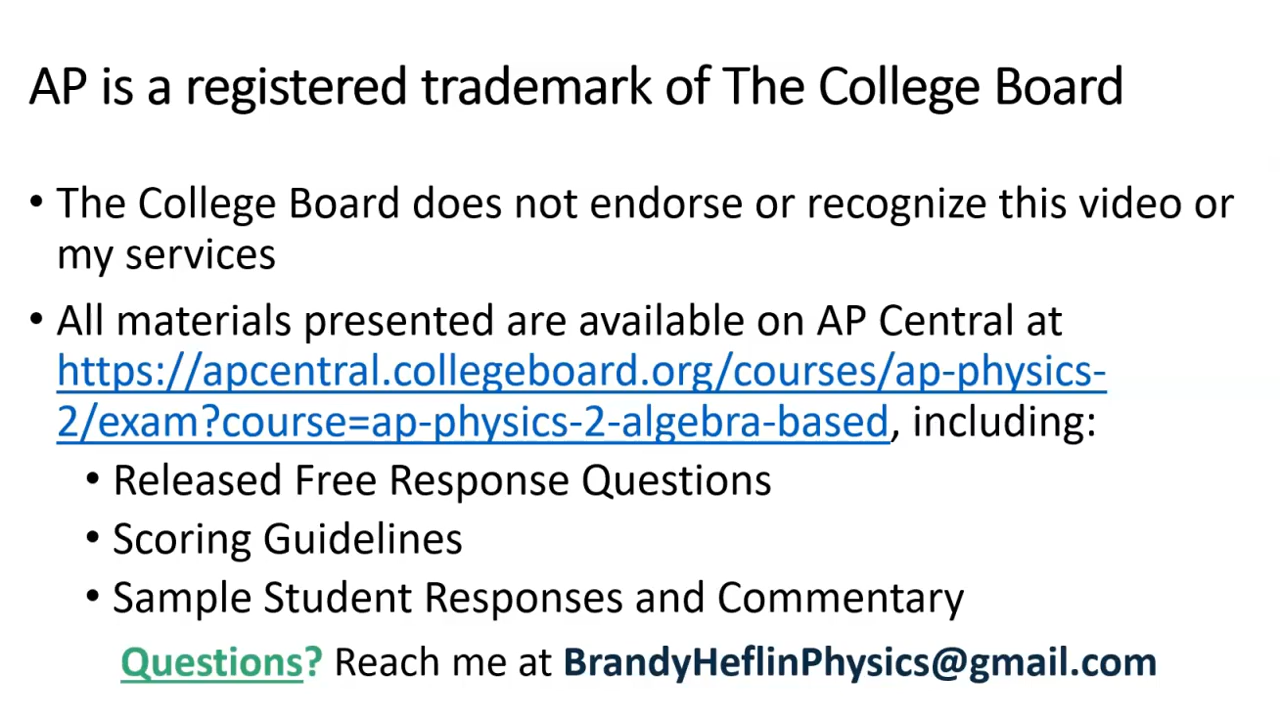 AP is a registered trademark of The College Board
• The College Board does not endorse or recognize this video or
my services
• All materials presented are available on AP Central at
https://apcentral.collegeboard.org/courses/ap-physics-
2/exam?course=ap-physics-2-algebra-based, including:
• Released Free Response Questions
• Scoring Guidelines
• Sample Student Responses and Commentary
Questions? Reach me at BrandyHeflinPhysics@gmail.com